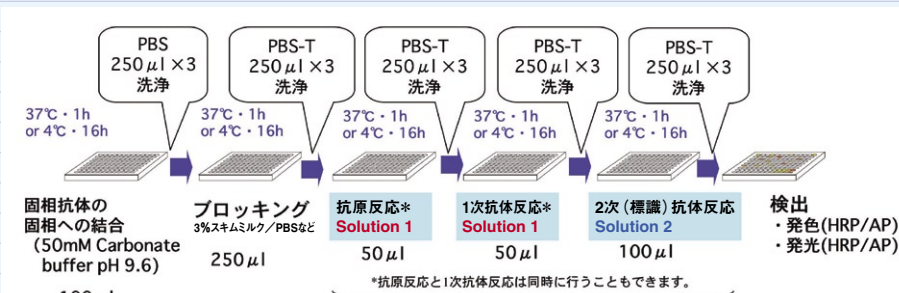 PBS
250μl×3
洗浄
PBS-T
250μl×3
洗浄
PBS-T
250μl×3
洗浄
PBS-T
250μl×3
洗浄
PBS-T
250μl×3
洗浄
37℃・1h
or 4℃・16h
37℃・1h
or 4℃・16h
37℃・1h
or 4℃・16h
37℃・1h
or 4℃・16h
37℃・1h
or 4℃・16h
固相抗体の
固相への結合
(50mM Carbonate
buffer pH 9.6)
ブロッキング
3%スキムミルク/PBSなど
250μl
抗原反応*
Solution 1
50μl
1次抗体反応*
Solution 1
50μl
2次(標識)抗体反応
Solution 2
100μl
検出
・発色(HRP/AP)
・発光(HRP/AP)
*抗原反応と1次抗体反応は同時に行うこともできます。